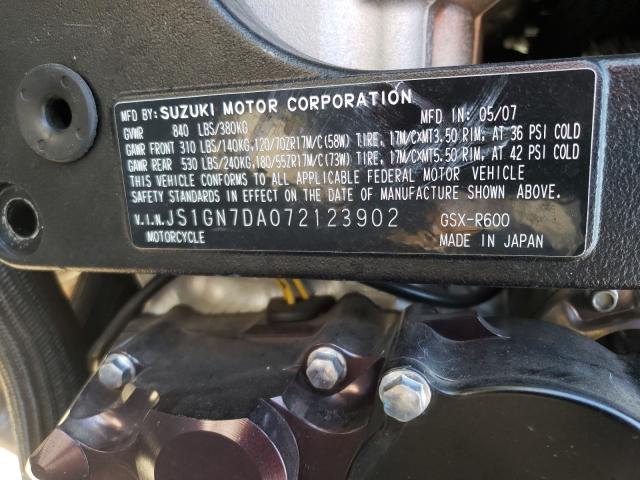 MFD BY: SUZUKI MOTOR CORPORATION MFD IN: 05/07
GVWR 840 LBS/380KG
GAWR FRONT 310 LBS/140KG,120/70ZR17M/C(58W) TIRE, 17M/CXMT3.50 RIM, AT 36 PSI COLD
GAWR REAR 530 LBS/240KG,180/55ZR17M/C(73W) TIRE, 17M/CXMT5.50 RIM, AT 42 PSI COLD
THIS VEHICLE CONFORMS TO ALL APPLICABLE FEDERAL MOTOR VEHICLE
SAFETY STANDARDS IN EFFECT ON THE DATE OF MANUFACTURE SHOWN ABOVE.
V.I.N. JS1GN7DA072123902 GSX-R600
MOTORCYCLE MADE IN JAPAN